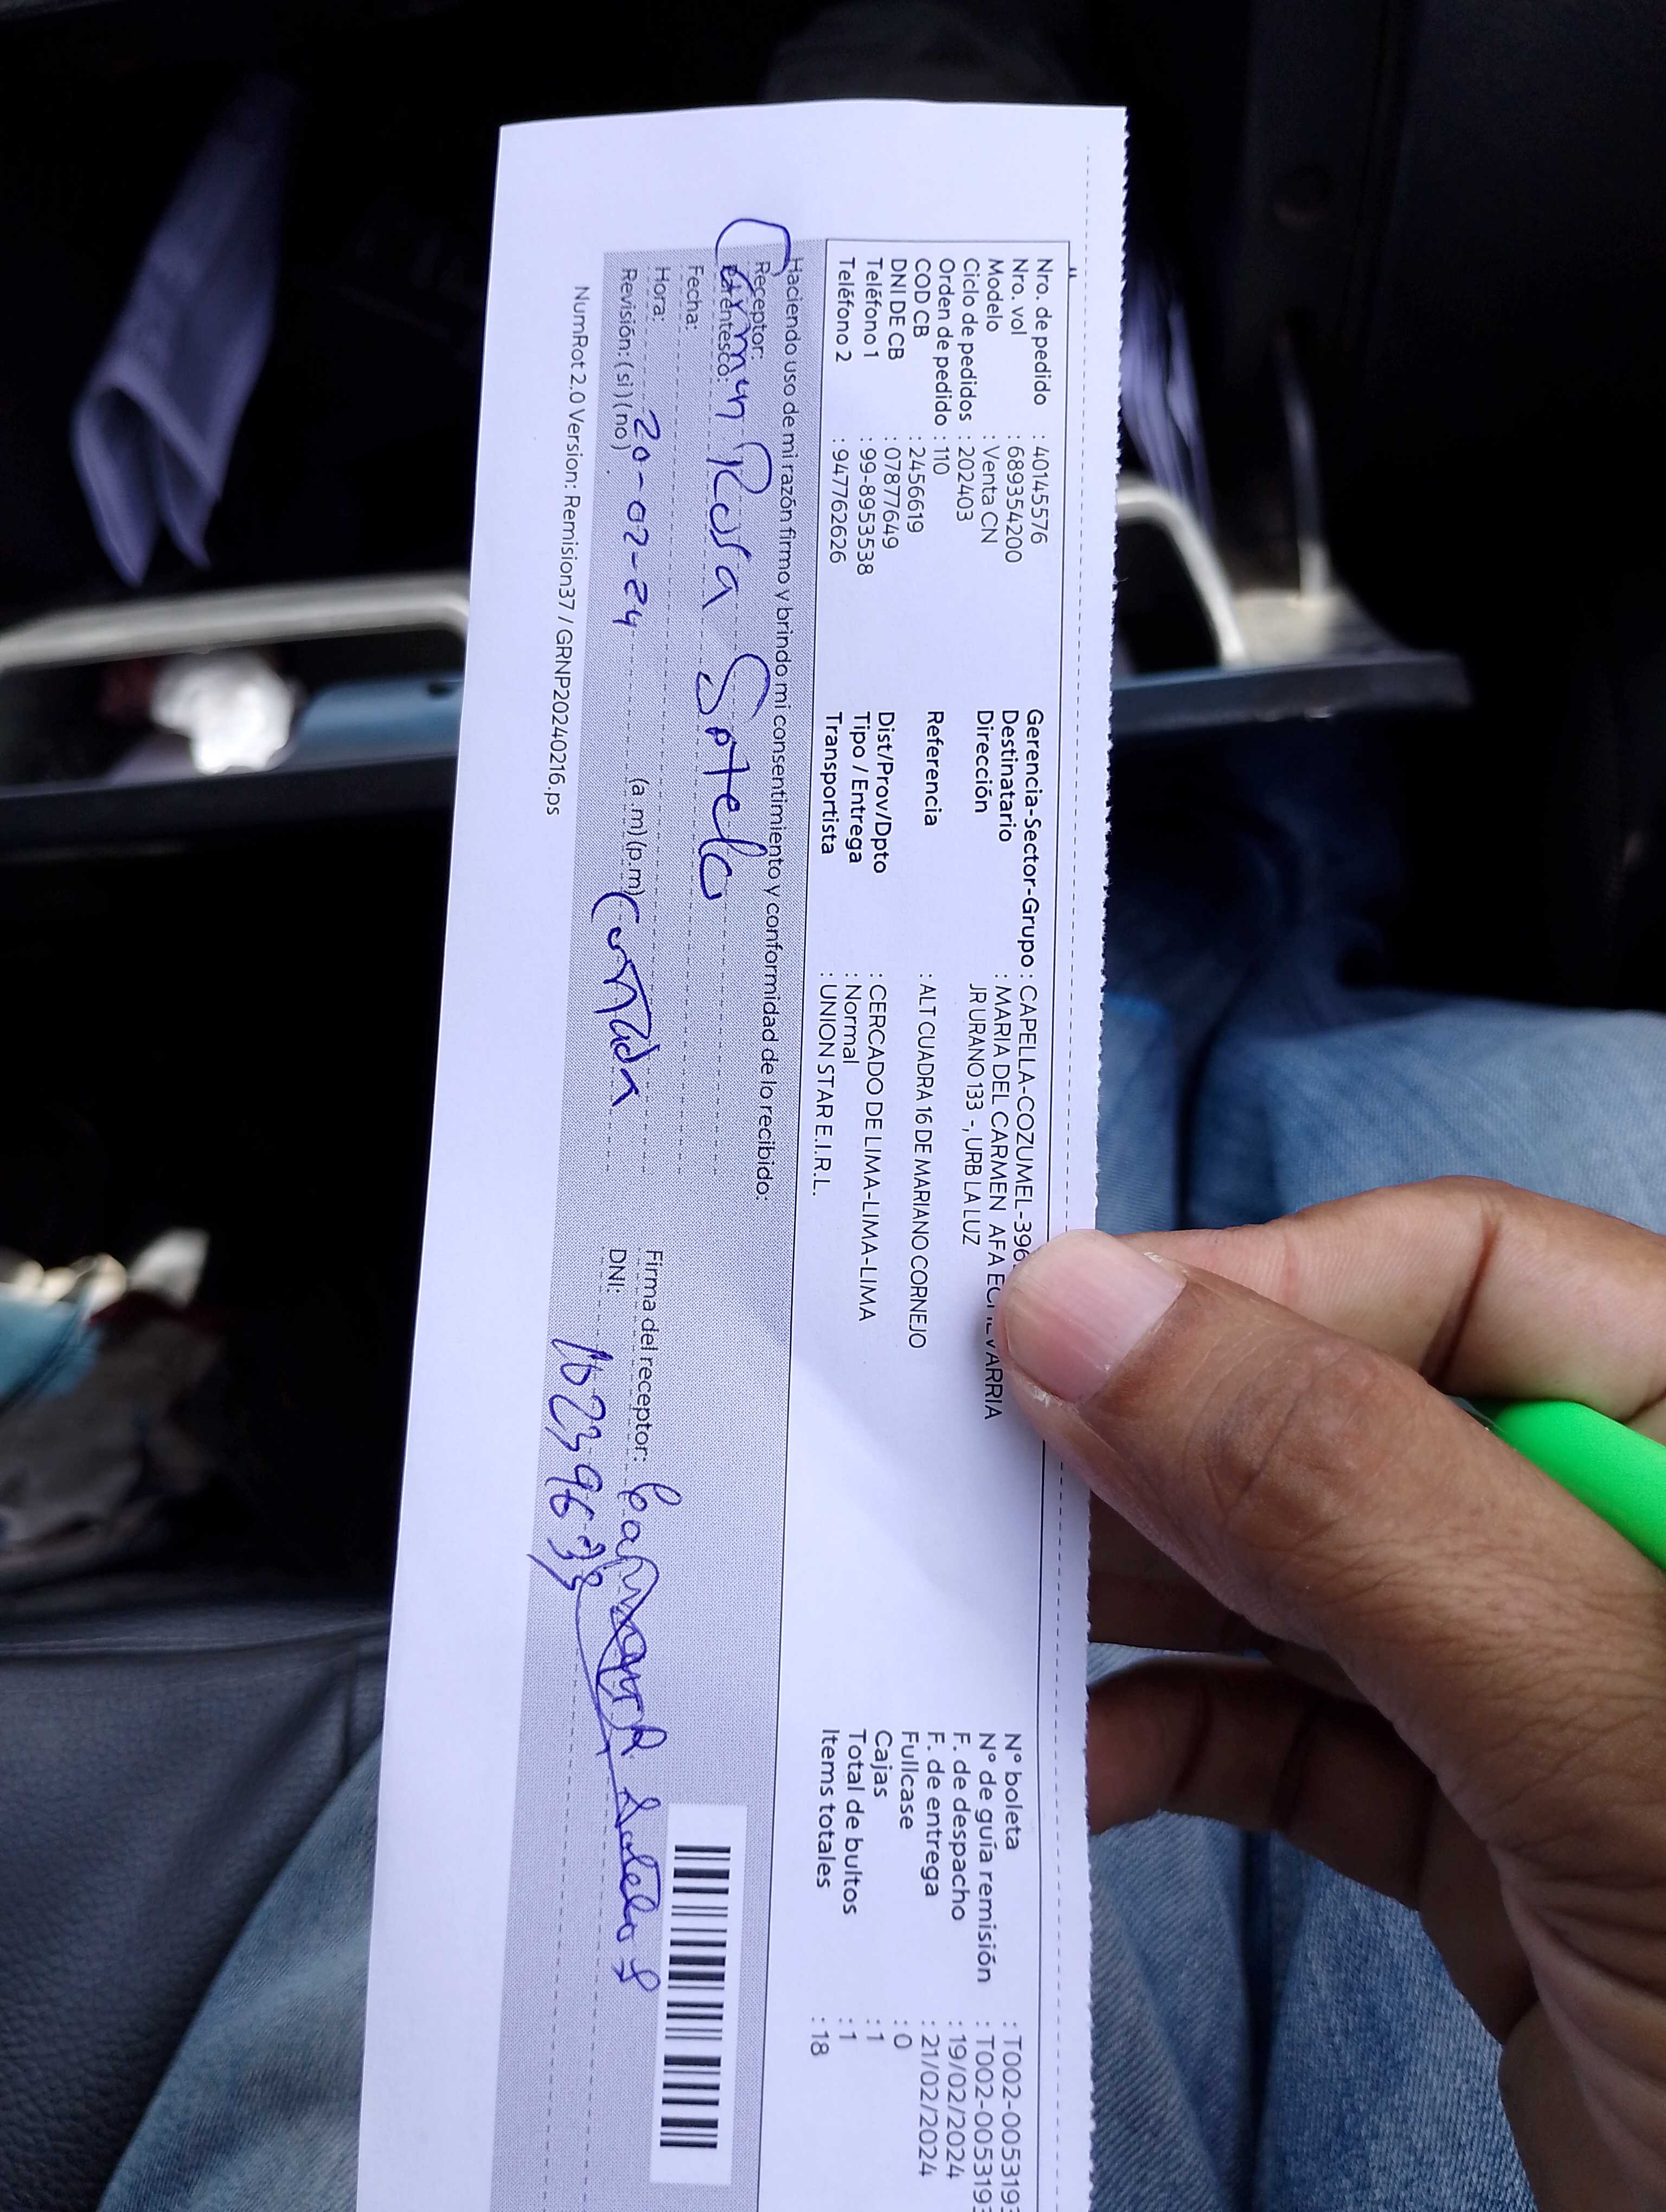 Nro. de pedido : 40145576
Nro. vol : 689354200
Modelo : Venta CN
Ciclo de pedidos : 202403
Orden de pedido : 110
COD CB : 2456619
DNI DE CB : 07877649
Teléfono 1 : 99-8953538
Teléfono 2 : 947762626
Gerencia-Sector-Grupo : CAPELLA-COZUMEL-396
Destinatario : MARIA DEL CARMEN AFA
Dirección JR URANO 133 -, URB LA LUZ
Referencia : ALT CUADRA 16 DE MARIANO CORNEJO
Dist/Prov/Dpto : CERCADO DE LIMA-LIMA-LIMA
Tipo / Entrega : Normal
Transportista : UNION STAR E.I.R.L.
N° boleta : T002-0053193
N° de guía remisión : T002-0053193
F. de despacho : 19/02/2024
F. de entrega : 21/02/2024
Fullcase : 0
Cajas : 1
Total de bultos : 1
Items totales : 18
Haciendo uso de mi razón firmo y brindo mi consentimiento y conformidad de lo recibido:
Receptor:
Parentesco: Carmen Rosa Sotelo
Fecha:
Hora: 20-02-24 (a.m) (p.m) Cuñada
Revisión: (si) (no)
Firma del receptor:
DNI:
NumRot 2.0 Version: Remision37 / GRNP20240216.ps